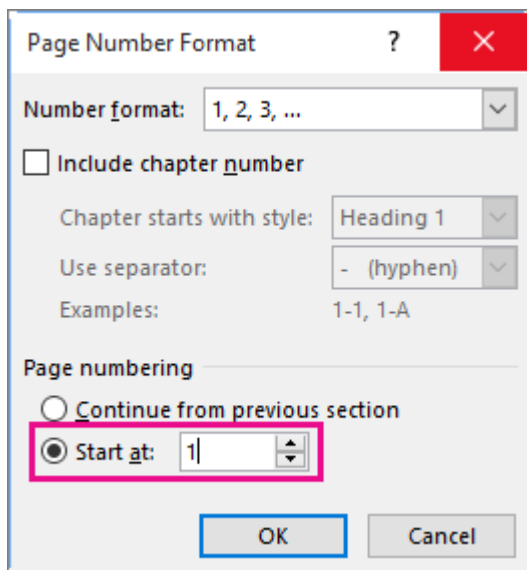 Page Number Format ?
Number format: 1, 2, 3, ...
Include chapter number
Chapter starts with style: Heading 1
Use separator: - (hyphen)
Examples: 1-1, 1-A
Page numbering
Continue from previous section
Start at: 1
OK Cancel